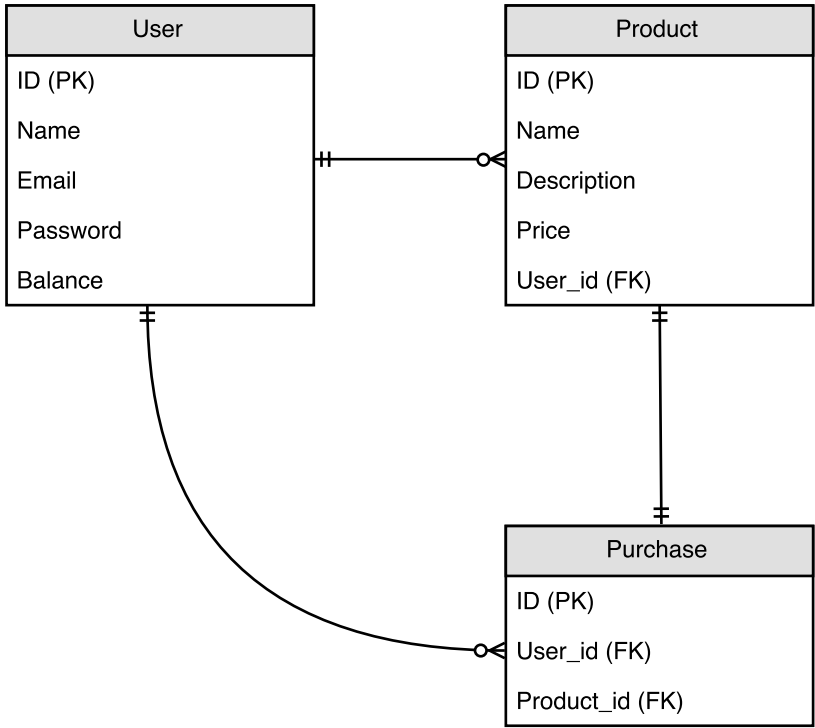 User
ID (PK)
Name
Email
Password
Balance
Product
ID (PK)
Name
Description
Price
User_id (FK)
Purchase
ID (PK)
User_id (FK)
Product_id (FK)